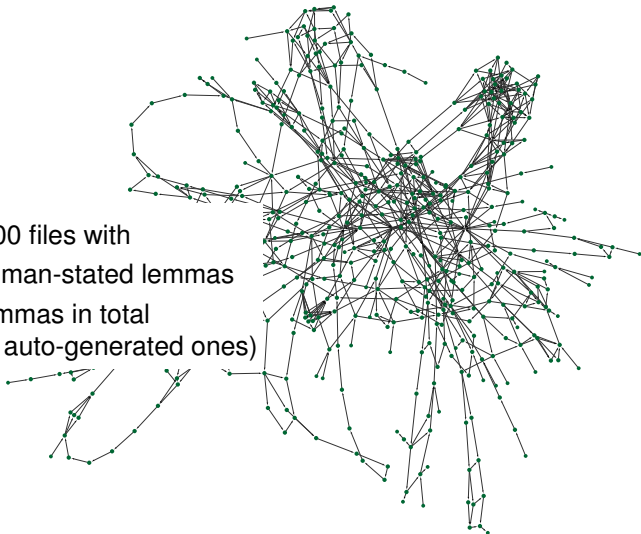 00 files with
man-stated lemmas
mmas in total
auto-generated ones)